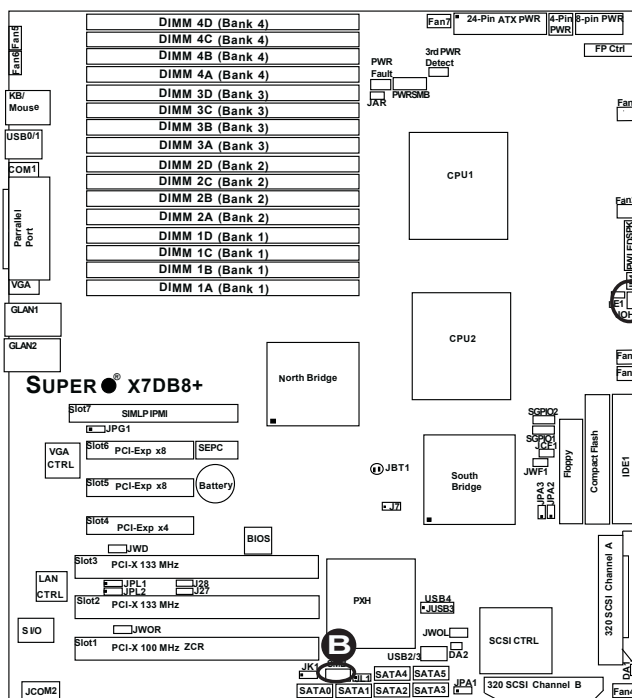 DIMM 4D (Bank 4)
DIMM 4C (Bank 4)
DIMM 4B (Bank 4)
DIMM 4A (Bank 4)
DIMM 3D (Bank 3)
DIMM 3C (Bank 3)
DIMM 3B (Bank 3)
DIMM 3A (Bank 3)
DIMM 2D (Bank 2)
DIMM 2C (Bank 2)
DIMM 2B (Bank 2)
DIMM 2A (Bank 2)
DIMM 1D (Bank 1)
DIMM 1C (Bank 1)
DIMM 1B (Bank 1)
DIMM 1A (Bank 1)
Fan6 Fan5
KB/
Mouse
USB0/1
COM1
Parrallel
Port
VGA
GLAN1
GLAN2
Fan7
24-Pin ATX PWR
4-Pin
PWR
8-pin PWR
FP Ctrl
3rd PWR
Detect
PWR
Fault
JAR
PWRSMB
CPU1
CPU2
SUPER ® X7DB8+
North Bridge
Slot7
SIMLP IPMI
JPG1
VGA
CTRL
Slot6
PCI-Exp x8
SEPC
Slot5
PCI-Exp x8
Battery
Slot4
PCI-Exp x4
BIOS
JWD
Slot3
PCI-X 133 MHz
LAN
CTRL
JPL1
JPL2
J28
J27
Slot2
PCI-X 133 MHz
S I/O
JWOR
Slot1
PCI-X 100 MHz ZCR
JCOM2
JBT1
J7
South
Bridge
SGPIO2
SGPIO1
JCF1
JWF1
JPA3
JPA2
Floppy
Compact Flash
IDE1
PXH
USB4
JUSB3
JWOL
USB2/3
DA2
SCSI CTRL
320 SCSI Channel A
DA1
B
JK1
SATA4
SATA5
SATA0
SATA1
SATA2
SATA3
JPA1
320 SCSI Channel B